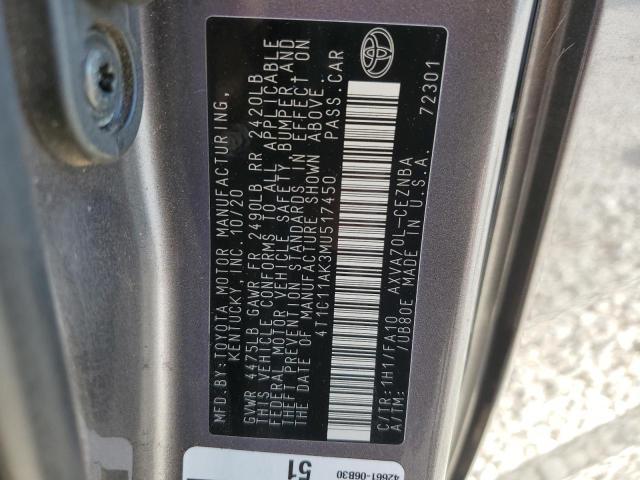 MFD.BY:TOYOTA MOTOR MANUFACTURING,
KENTUCKY, INC. 10/20
GVWR 4475LB GAWR FR 2490LB RR 2420LB
THIS VEHICLE CONFORMS TO ALL APPLICABLE
FEDERAL MOTOR VEHICLE SAFETY BUMPER,AND
THEFT PREVENTION STANDARDS IN EFFECT ON
THE DATE OF MANUFACTURE SHOWN ABOVE.
4T1C11AK3MU517450 PASS.CAR
C/TR:1H1/FA10 AXVA70L-CEZNBA
A/TM: /UB80E MADE IN U.S.A. 72301
42661-06B30
51